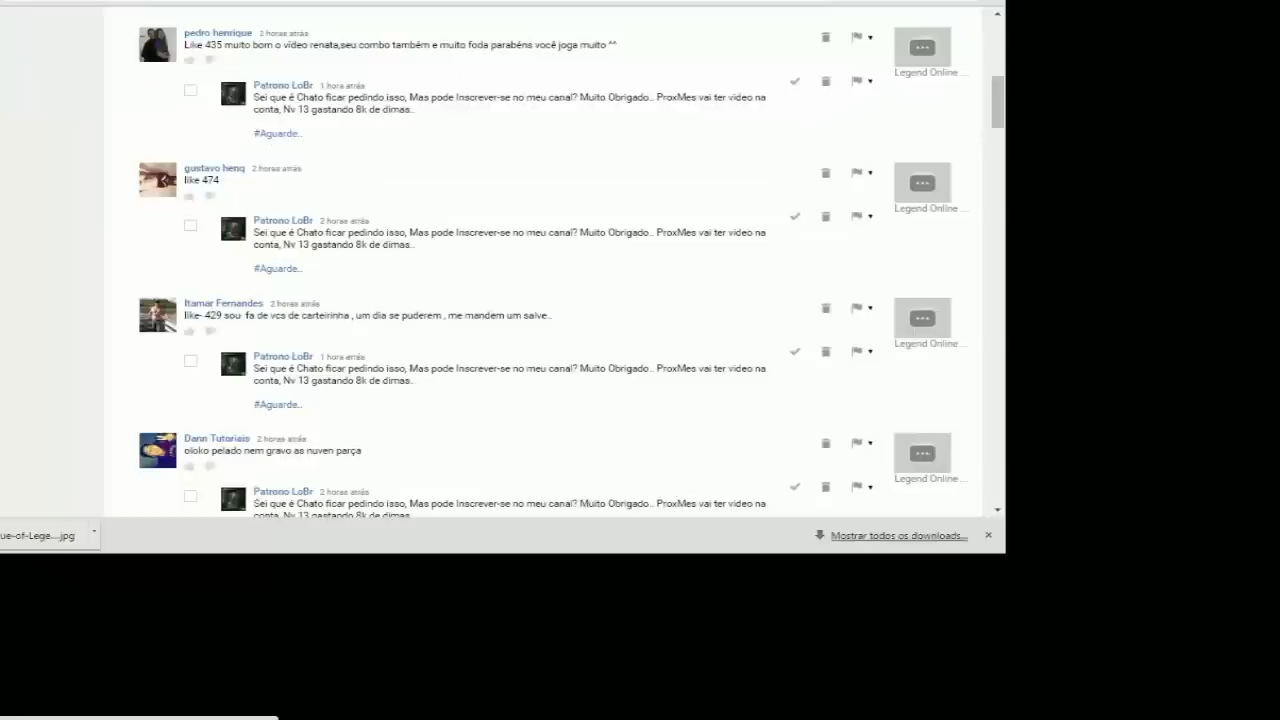 pedro henrique 2 horas atrás
Like 435 muito bom o vídeo renata,seu combo também e muito foda parabéns você joga muito ^^
Legend Online ...
Patrono LoBr 1 hora atrás
Sei que é Chato ficar pedindo isso, Mas pode Inscrever-se no meu canal? Muito Obrigado.. ProxMes vai ter video na
conta, Nv 13 gastando 8k de dimas..
#Aguarde..
gustavo henq 2 horas atrás
like 474
Legend Online ...
Patrono LoBr 2 horas atrás
Sei que é Chato ficar pedindo isso, Mas pode Inscrever-se no meu canal? Muito Obrigado.. ProxMes vai ter video na
conta, Nv 13 gastando 8k de dimas..
#Aguarde..
Itamar Fernandes 2 horas atrás
like- 429 sou fa de vcs de carteirinha , um dia se puderem , me mandem um salve..
Legend Online ...
Patrono LoBr 1 hora atrás
Sei que é Chato ficar pedindo isso, Mas pode Inscrever-se no meu canal? Muito Obrigado.. ProxMes vai ter video na
conta, Nv 13 gastando 8k de dimas..
#Aguarde..
Dann Tutoriais 2 horas atrás
oloko pelado nem gravo as nuven parça
Legend Online ...
Patrono LoBr 2 horas atrás
Sei que é Chato ficar pedindo isso, Mas pode Inscrever-se no meu canal? Muito Obrigado.. ProxMes vai ter video na
conta, Nv 13 gastando 8k de dimas
ue-of-Lege....jpg
Mostrar todos os downloads...